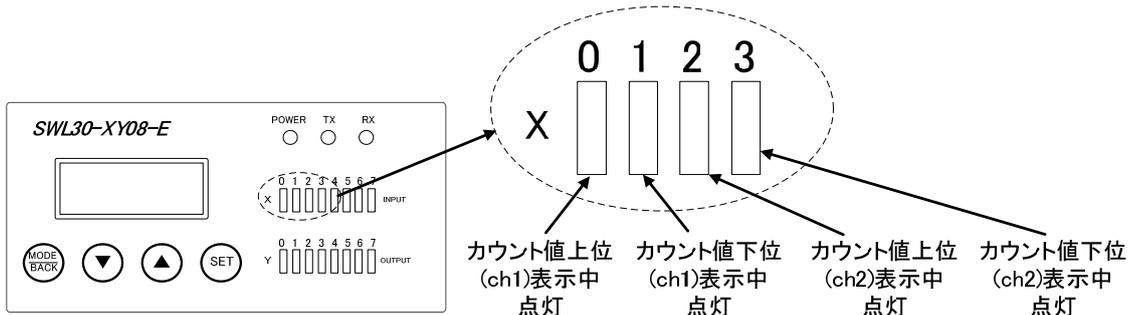 SWL30-XY08-E
POWER TX RX
0 1 2 3 4 5 6 7
X INPUT
0 1 2 3 4 5 6 7
Y OUTPUT
MODE
BACK
SET
0 1 2 3
X
カウント値上位
(ch1)表示中
点灯
カウント値下位
(ch1)表示中
点灯
カウント値上位
(ch2)表示中
点灯
カウント値下位
(ch2)表示中
点灯